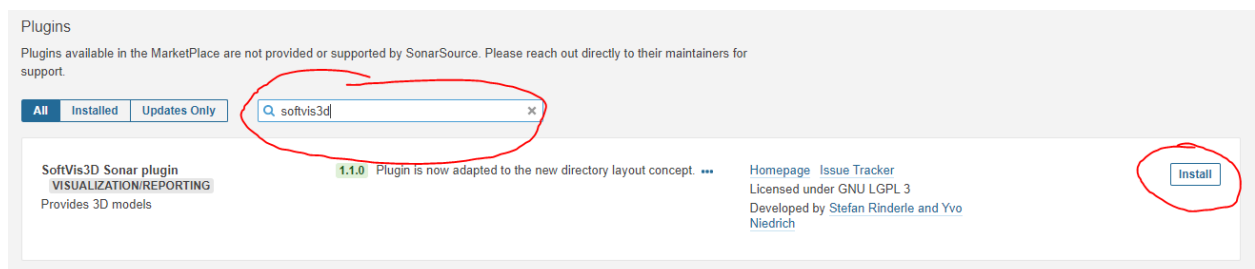 Plugins
Plugins available in the MarketPlace are not provided or supported by SonarSource. Please reach out directly to their maintainers for
support.
All Installed Updates Only softvis3d
SoftVis3D Sonar plugin
VISUALIZATION/REPORTING
Provides 3D models
1.1.0 Plugin is now adapted to the new directory layout concept. •••
Homepage Issue Tracker
Licensed under GNU LGPL 3
Developed by Stefan Rinderle and Yvo
Niedrich
Install